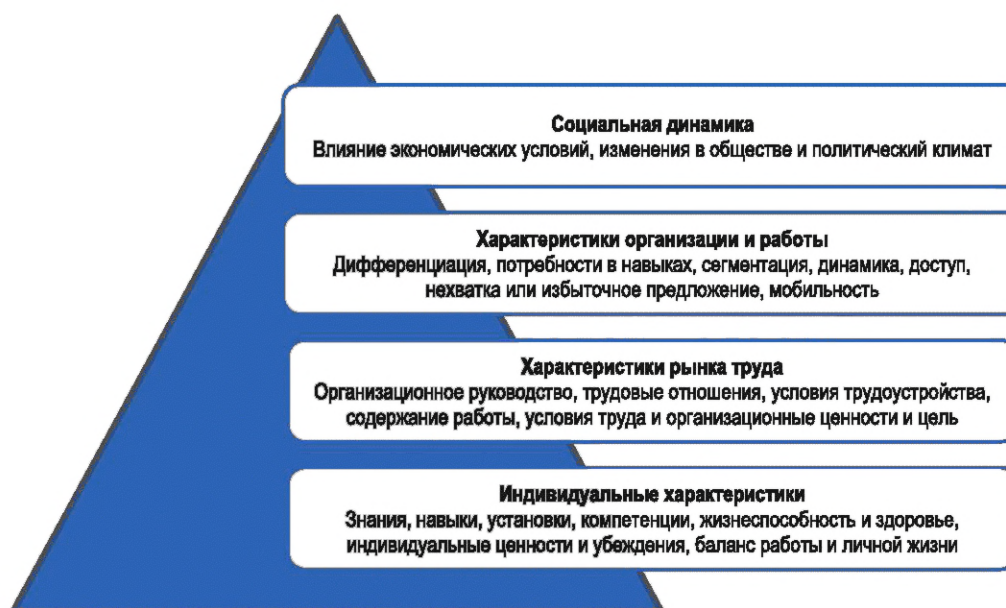 Социальная динамика
Влияние экономических условий, изменения в обществе и политический климат
Характеристики организации и работы
Дифференциация, потребности в навыках, сегментация, динамика, доступ,
нехватка или избыточное предложение, мобильность
Характеристики рынка труда
Организационное руководство, трудовые отношения, условия трудоустройства,
содержание работы, условия труда и организационные ценности и цель
Индивидуальные характеристики
Знания, навыки, установки, компетенции, жизнеспособность и здоровье,
индивидуальные ценности и убеждения, баланс работы и личной жизни